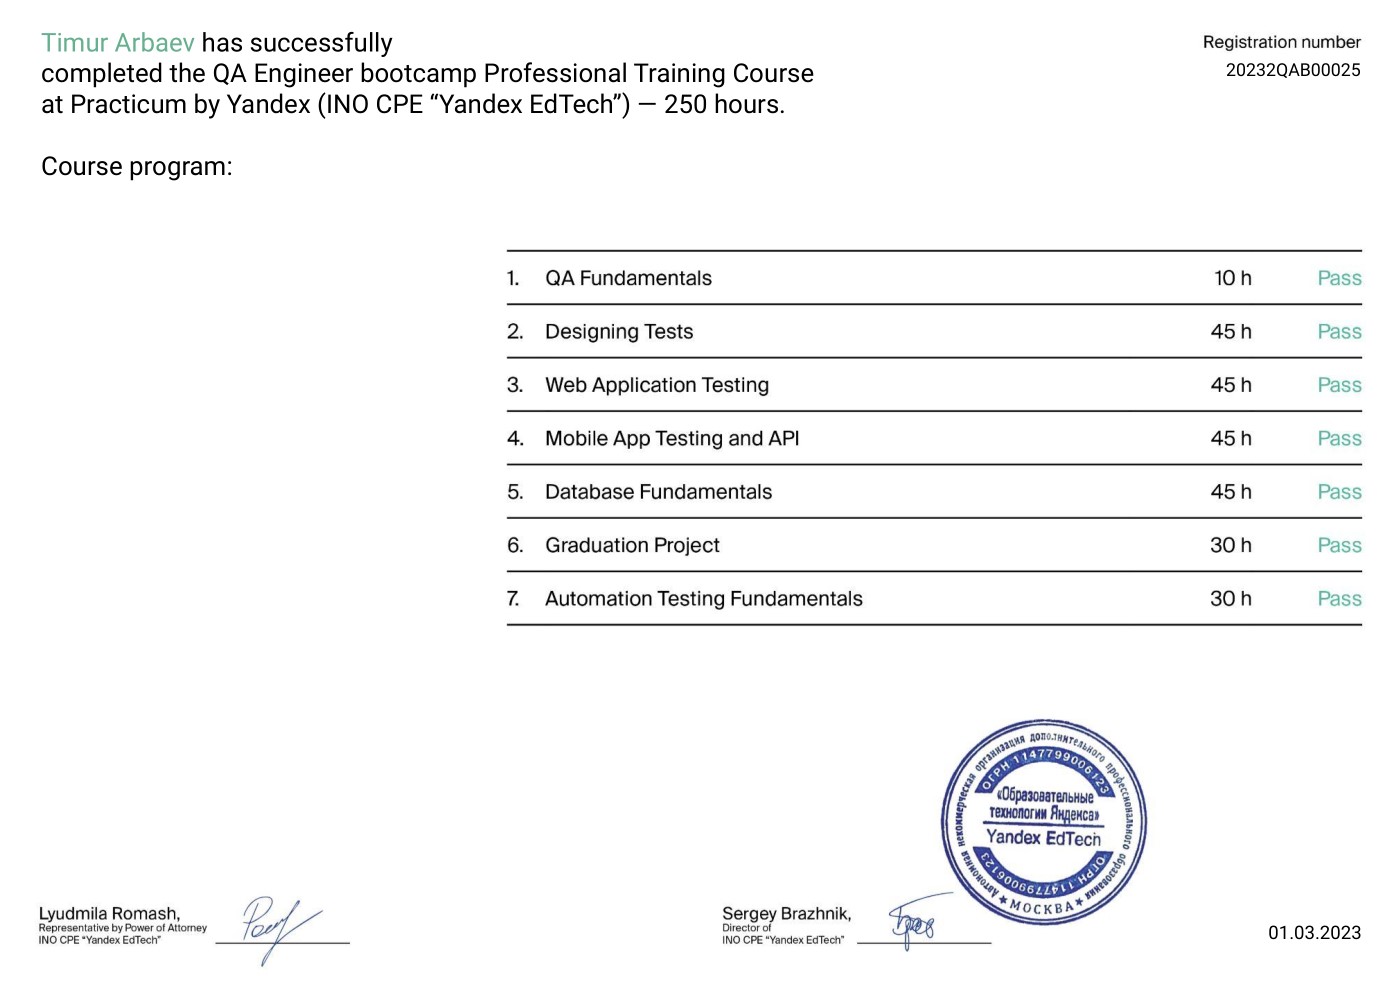 Timur Arbaev has successfully
completed the QA Engineer bootcamp Professional Training Course
at Practicum by Yandex (INO CPE “Yandex EdTech”) — 250 hours.
Registration number
20232QAB00025
Course program:
1. QA Fundamentals 10 h Pass
2. Designing Tests 45 h Pass
3. Web Application Testing 45 h Pass
4. Mobile App Testing and API 45 h Pass
5. Database Fundamentals 45 h Pass
6. Graduation Project 30 h Pass
7. Automation Testing Fundamentals 30 h Pass
Автономная некоммерческая организация дополнительного профессионального образования
ОГРН 1147799006123
«Образовательные
технологии Яндекса»
Yandex EdTech
ОГРН 1147799006123
★ МОСКВА ★
Lyudmila Romash,
Representative by Power of Attorney
INO CPE “Yandex EdTech”
Sergey Brazhnik,
Director of
INO CPE “Yandex EdTech”
01.03.2023